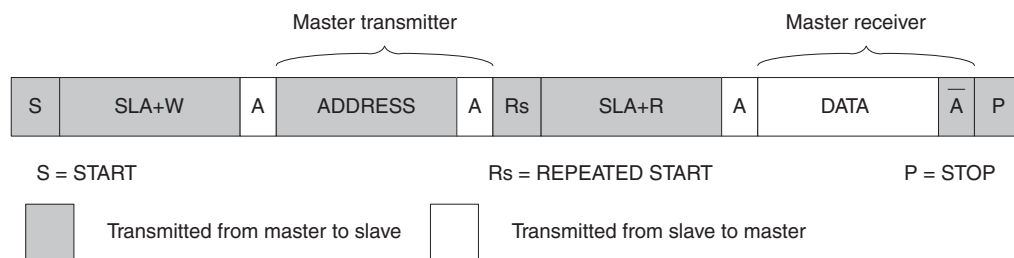 Master transmitter Master receiver
S SLA+W A ADDRESS A Rs SLA+R A DATA A̅ P
S = START Rs = REPEATED START P = STOP
Transmitted from master to slave Transmitted from slave to master